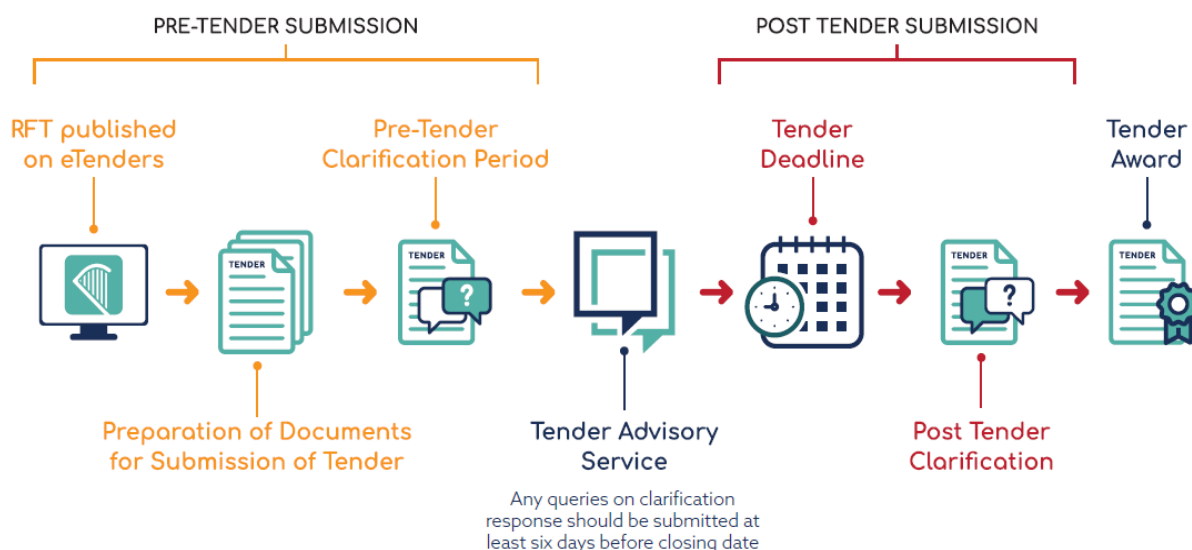 PRE-TENDER SUBMISSION
POST TENDER SUBMISSION
RFT published
on eTenders
Pre-Tender
Clarification Period
Tender
Deadline
Tender
Award
TENDER
TENDER
?
TENDER
?
TENDER
Preparation of Documents
for Submission of Tender
Tender Advisory
Service
Post Tender
Clarification
Any queries on clarification
response should be submitted at
least six days before closing date